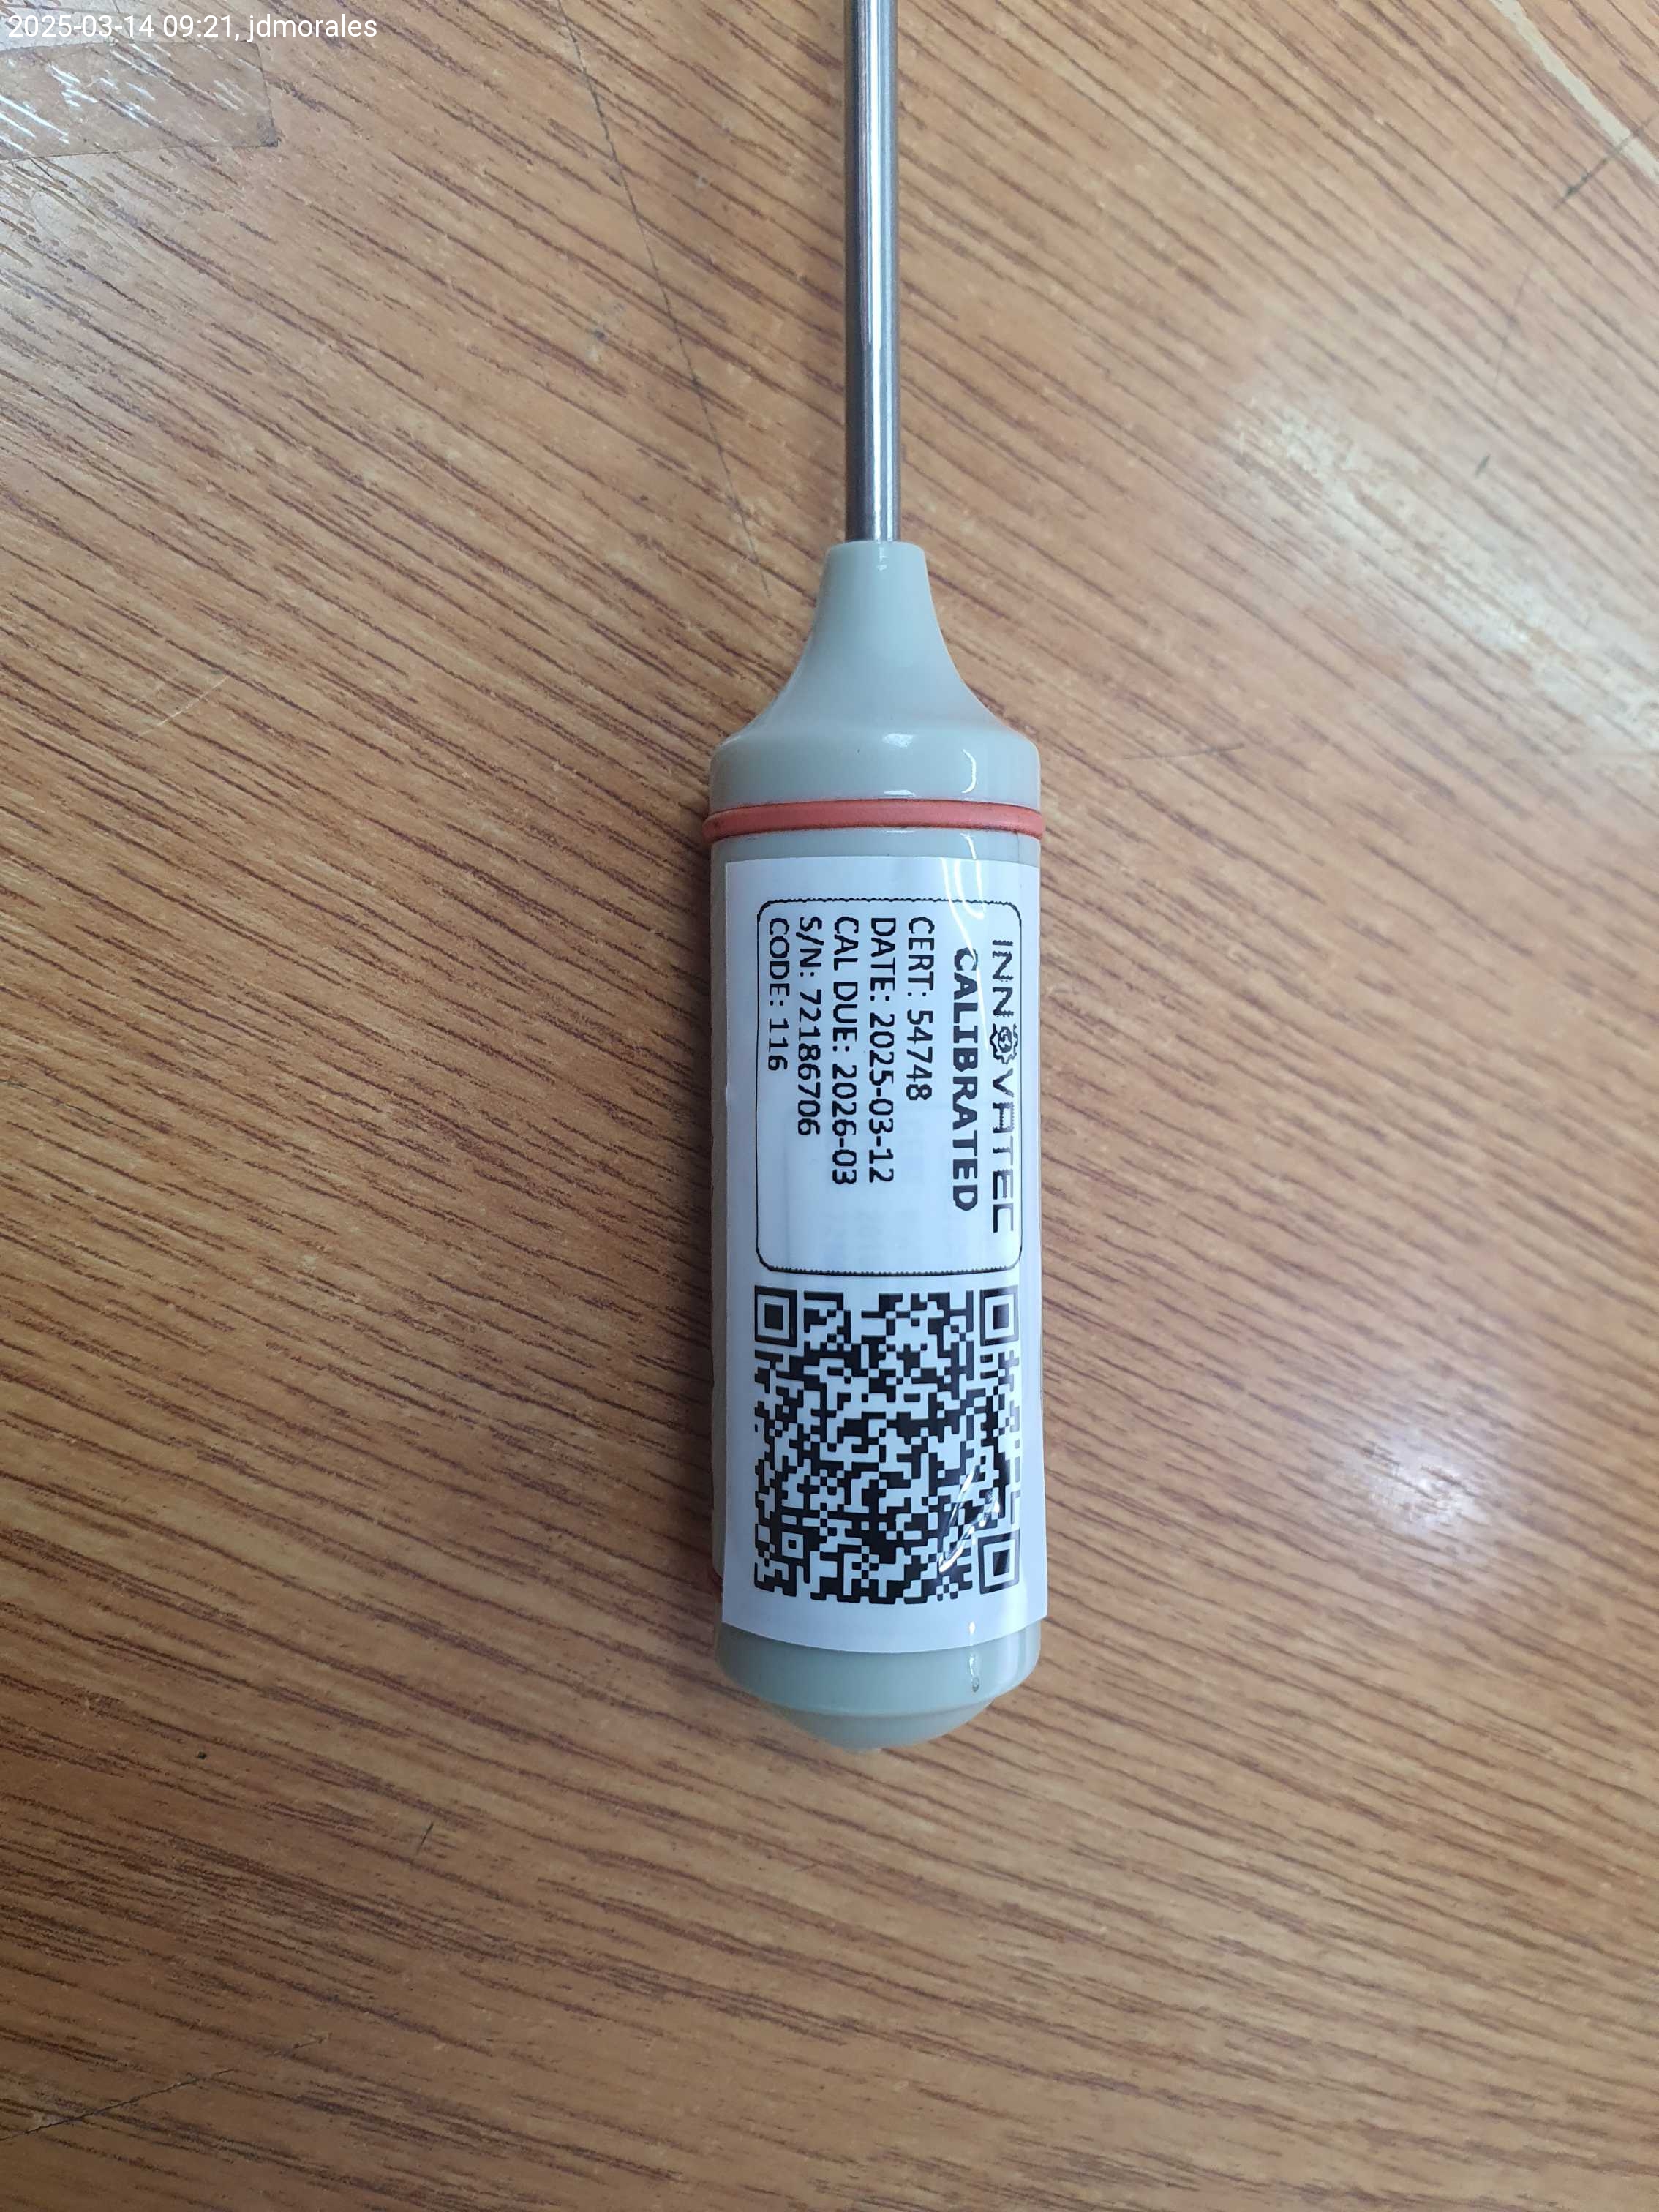 2025-03-14 09:21, jdmorales
INNOVATEC
CALIBRATED
CERT: 54748
DATE: 2025-03-12
CAL DUE: 2026-03
S/N: 72186706
CODE: 116